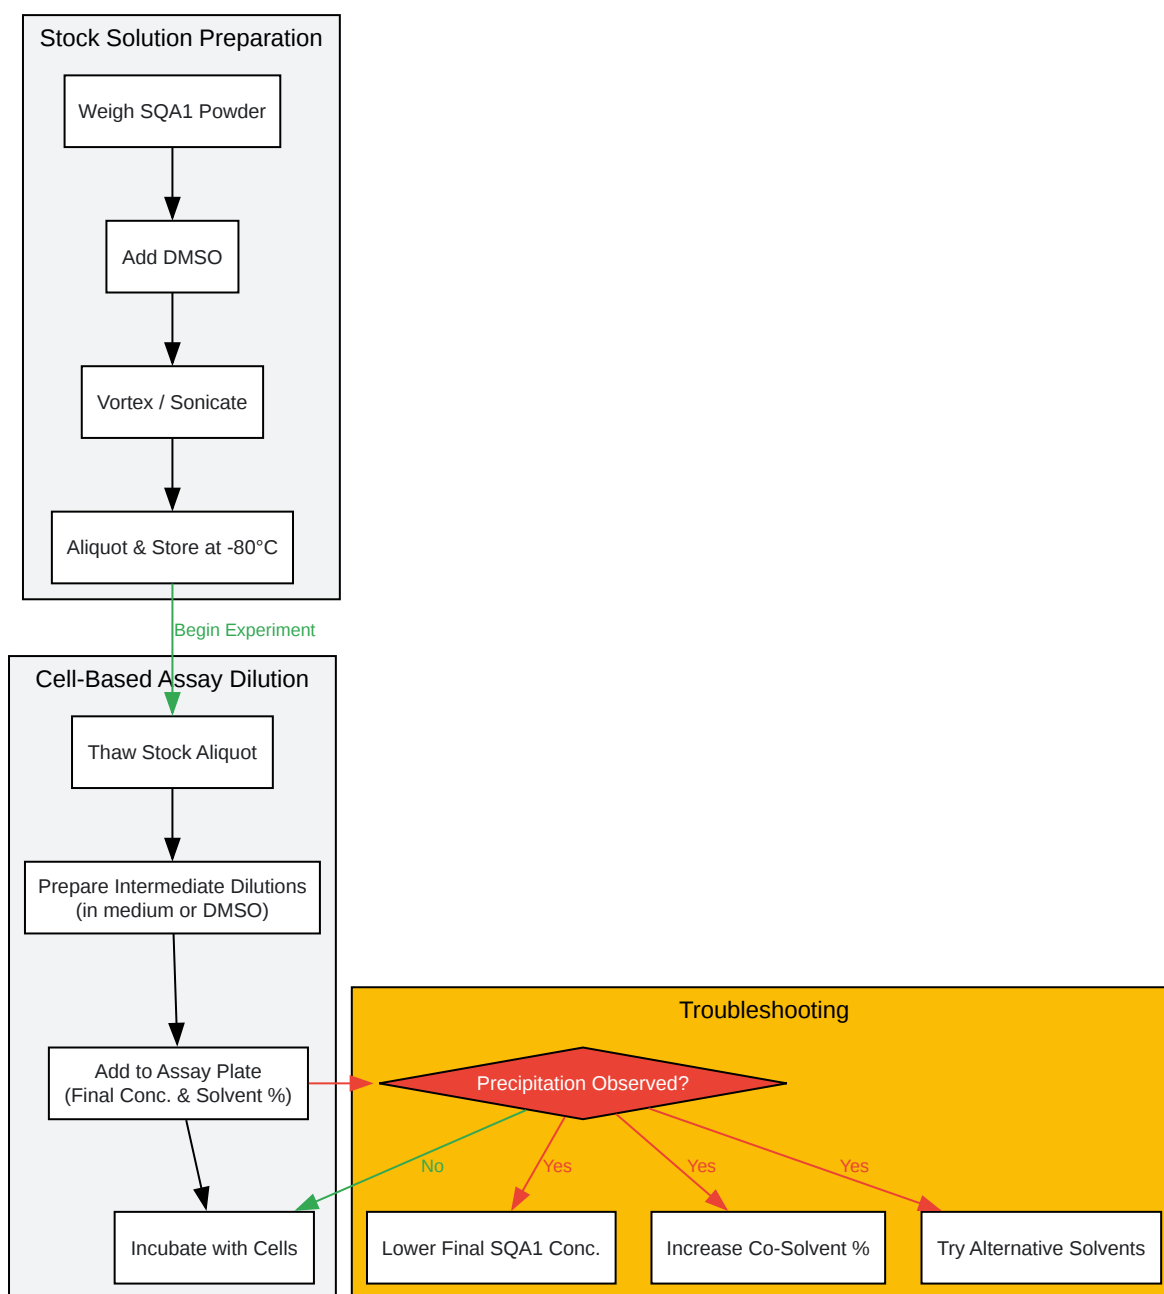 Stock Solution Preparation
Weigh SQA1 Powder
Add DMSO
Vortex / Sonicate
Aliquot & Store at -80°C
Begin Experiment
Cell-Based Assay Dilution
Thaw Stock Aliquot
Prepare Intermediate Dilutions
(in medium or DMSO)
Troubleshooting
Add to Assay Plate
(Final Conc. & Solvent %)
Precipitation Observed?
No
Yes
Yes
Yes
Incubate with Cells
Lower Final SQA1 Conc.
Increase Co-Solvent %
Try Alternative Solvents